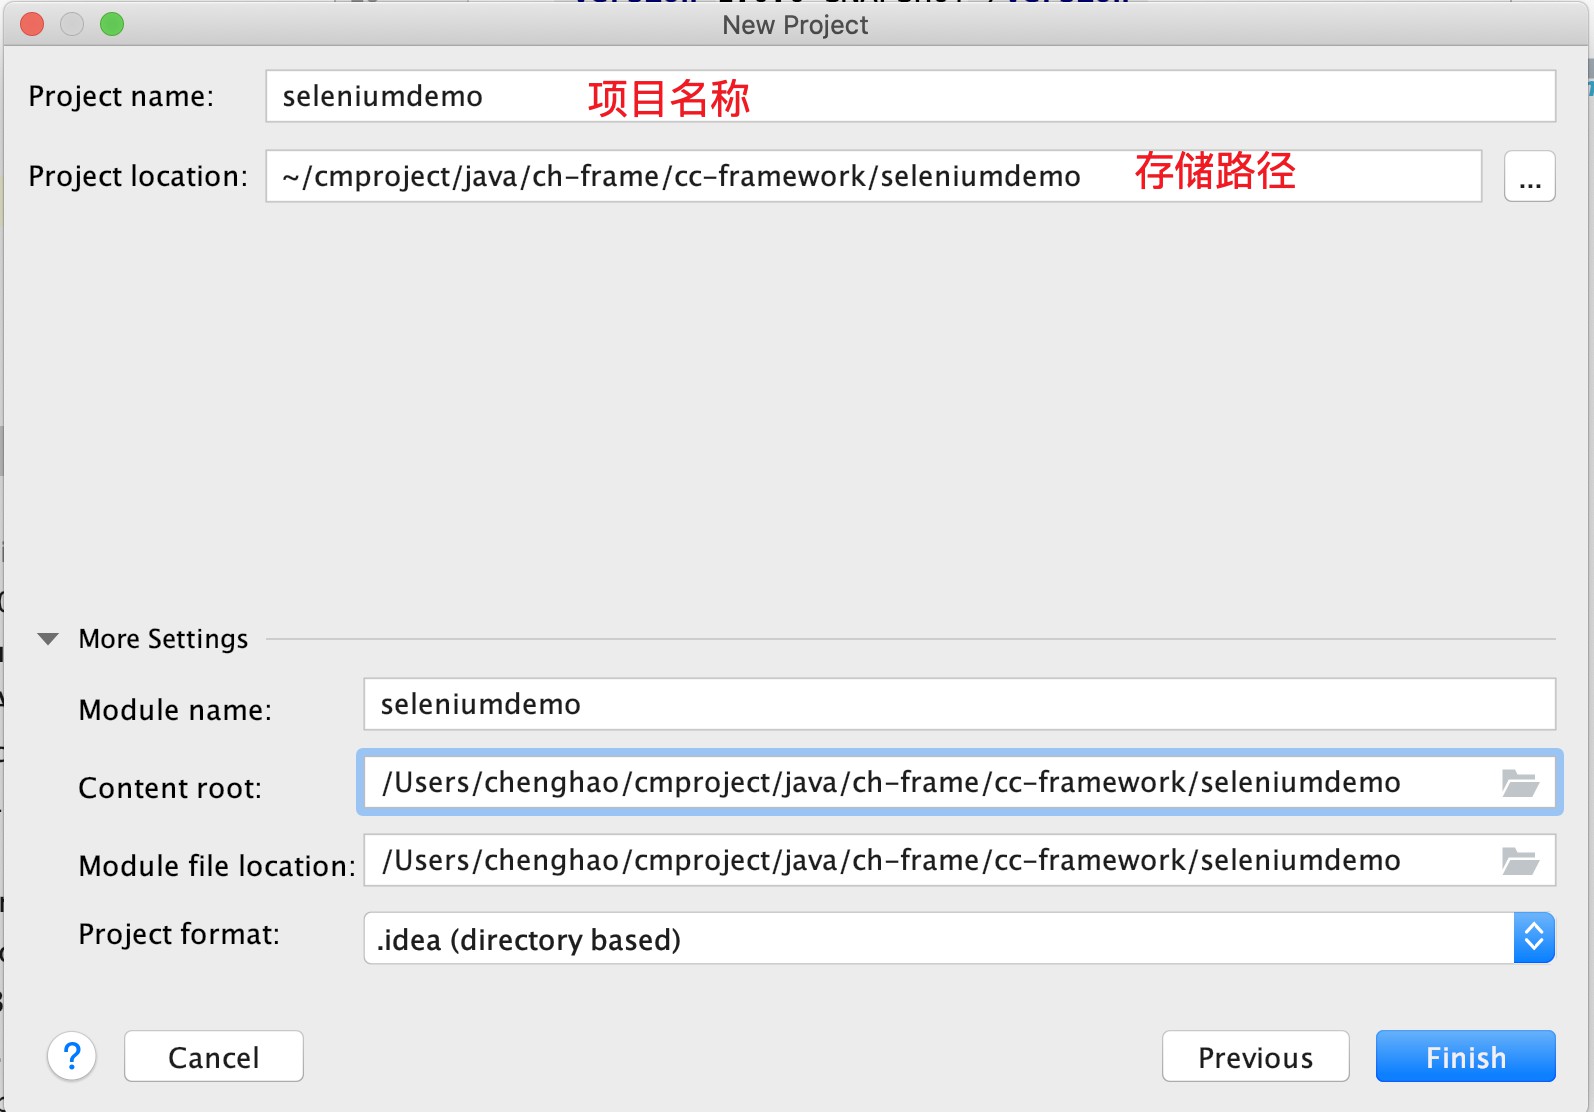 New Project
Project name: seleniumdemo 项目名称
Project location: ~/cmproject/java/ch-frame/cc-framework/seleniumdemo 存储路径 ...
More Settings
Module name: seleniumdemo
Content root: /Users/chenghao/cmproject/java/ch-frame/cc-framework/seleniumdemo
Module file location: /Users/chenghao/cmproject/java/ch-frame/cc-framework/seleniumdemo
Project format: .idea (directory based)
? Cancel Previous Finish